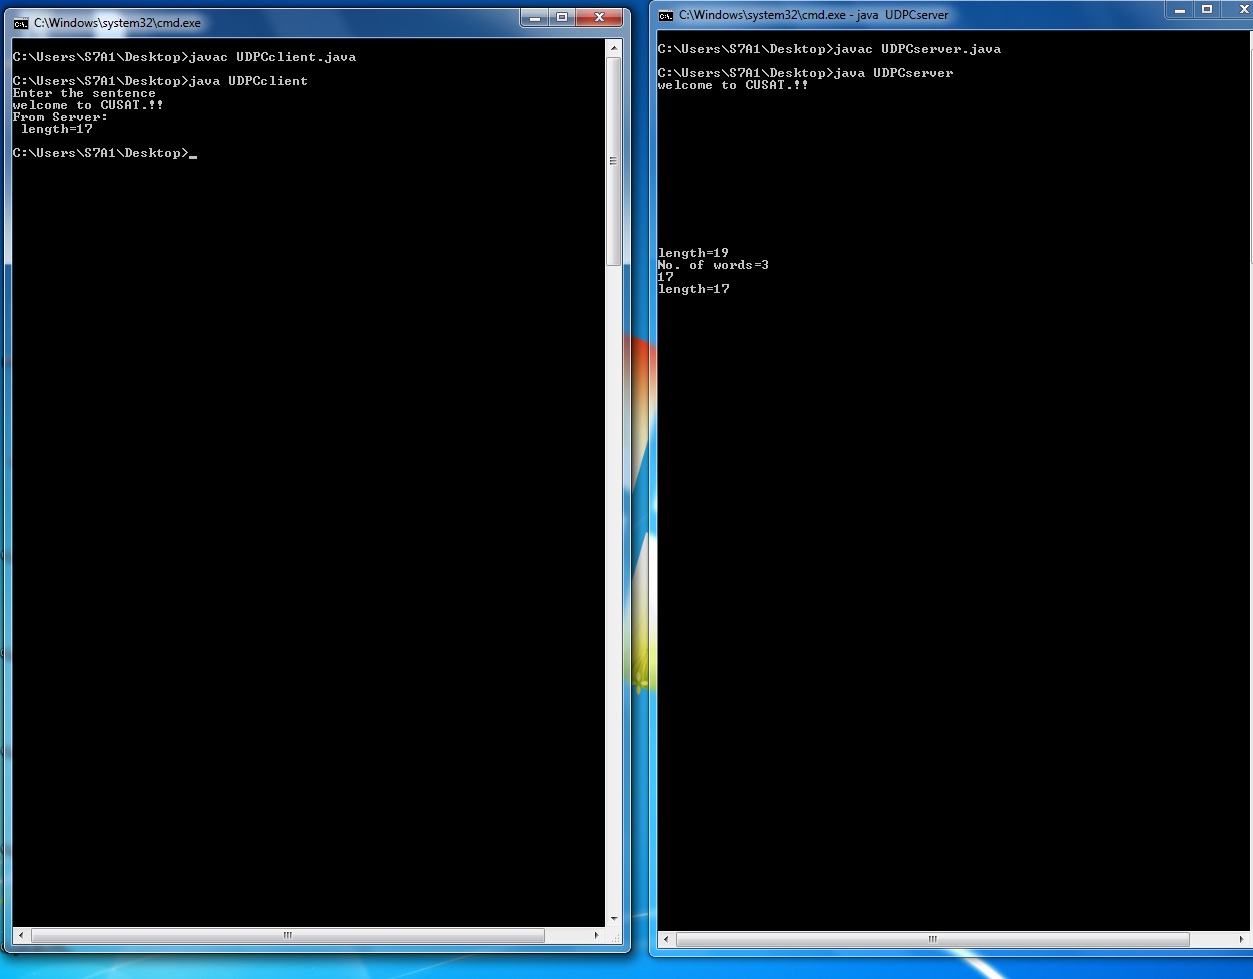 C:\Windows\system32\cmd.exe
C:\Users\S7A1\Desktop>javac UDPCclient.java
C:\Users\S7A1\Desktop>java UDPCclient
Enter the sentence
welcome to CUSAT.!!
From Server:
length=17
C:\Users\S7A1\Desktop>_
C:\Windows\system32\cmd.exe - java UDPCserver
C:\Users\S7A1\Desktop>javac UDPCserver.java
C:\Users\S7A1\Desktop>java UDPCserver
welcome to CUSAT.!!
length=19
No. of words=3
17
length=17